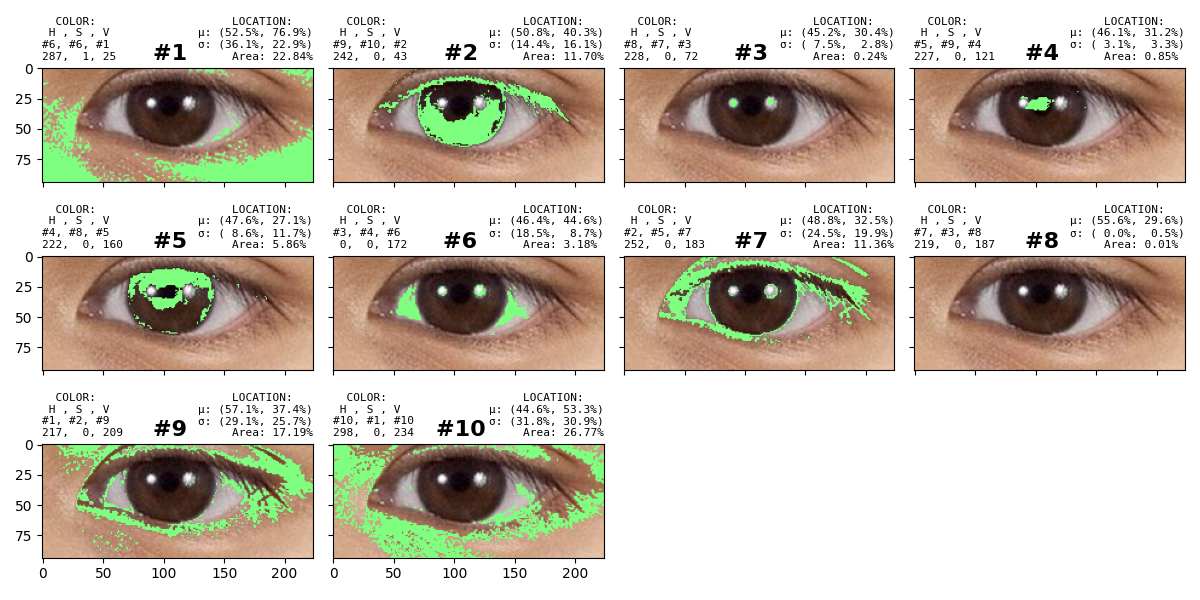 COLOR: LOCATION:
H , S , V μ: (52.5%, 76.9%)
#6, #6, #1 σ: (36.1%, 22.9%)
287, 1, 25 #1 Area: 22.84%
COLOR: LOCATION:
H , S , V μ: (50.8%, 40.3%)
#9, #10, #2 σ: (14.4%, 16.1%)
242, 0, 43 #2 Area: 11.70%
COLOR: LOCATION:
H , S , V μ: (45.2%, 30.4%)
#8, #7, #3 σ: ( 7.5%, 2.8%)
228, 0, 72 #3 Area: 0.24%
COLOR: LOCATION:
H , S , V μ: (46.1%, 31.2%)
#5, #9, #4 σ: ( 3.1%, 3.3%)
227, 0, 121 #4 Area: 0.85%
0
25
50
75
COLOR: LOCATION:
H , S , V μ: (47.6%, 27.1%)
#4, #8, #5 σ: ( 8.6%, 11.7%)
222, 0, 160 #5 Area: 5.86%
COLOR: LOCATION:
H , S , V μ: (46.4%, 44.6%)
#3, #4, #6 σ: (18.5%, 8.7%)
0, 0, 172 #6 Area: 3.18%
COLOR: LOCATION:
H , S , V μ: (48.8%, 32.5%)
#2, #5, #7 σ: (24.5%, 19.9%)
252, 0, 183 #7 Area: 11.36%
COLOR: LOCATION:
H , S , V μ: (55.6%, 29.6%)
#7, #3, #8 σ: ( 0.0%, 0.5%)
219, 0, 187 #8 Area: 0.01%
0
25
50
75
COLOR: LOCATION:
H , S , V μ: (57.1%, 37.4%)
#1, #2, #9 σ: (29.1%, 25.7%)
217, 0, 209 #9 Area: 17.19%
COLOR: LOCATION:
H , S , V μ: (44.6%, 53.3%)
#10, #1, #10 σ: (31.8%, 30.9%)
298, 0, 234 #10 Area: 26.77%
0
25
50
75
0 50 100 150 200
0 50 100 150 200